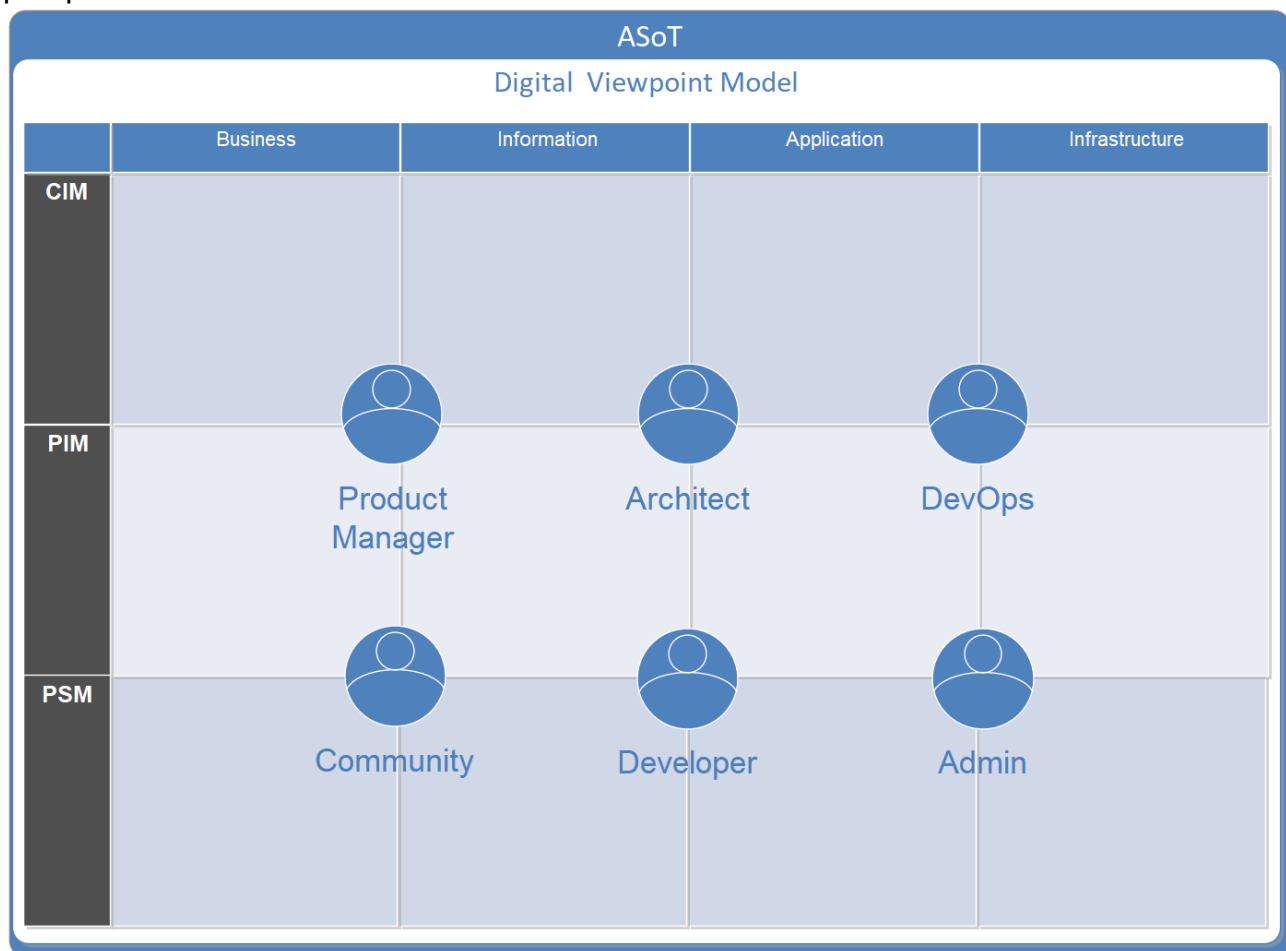 ASoT
Digital Viewpoint Model
Business Information Application Infrastructure
CIM
PIM
Product
Manager
Architect
DevOps
PSM
Community
Developer
Admin